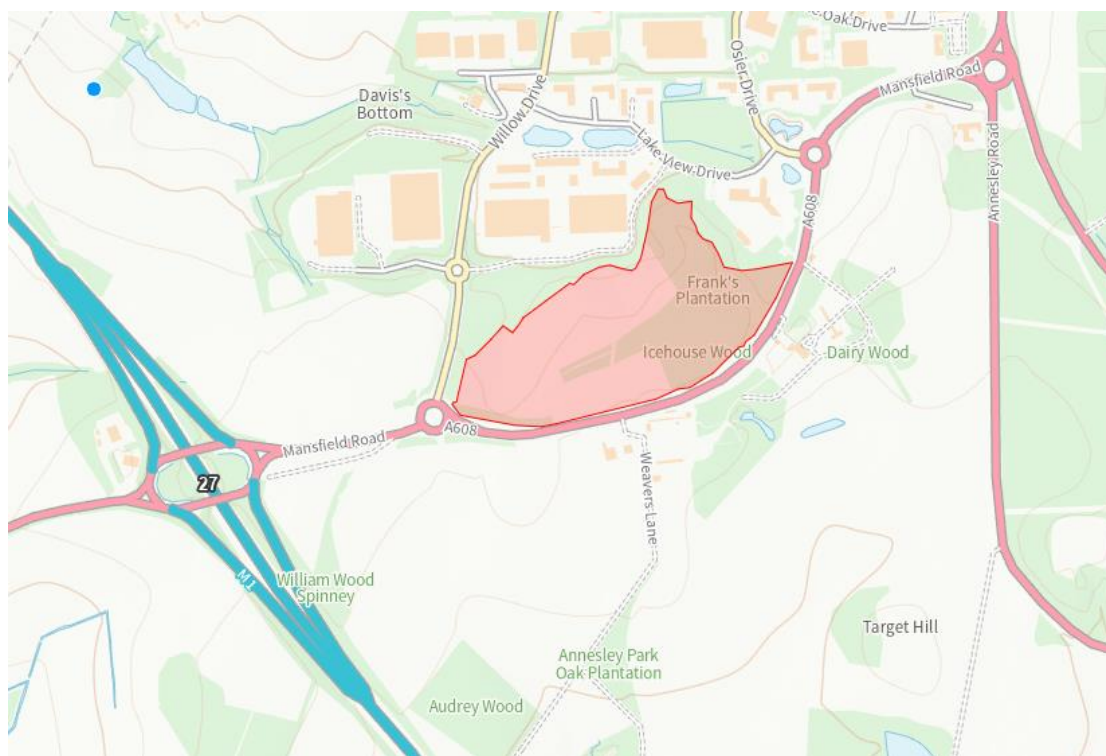 Oak Drive
Mansfield Road
Osier Drive
Davis's
Bottom
Willow Drive
Lake View Drive
Annesley Road
A608
Frank's
Plantation
Icehouse Wood
Dairy Wood
A608
Mansfield Road
27
Weavers Lane
M1
William Wood
Spinney
Target Hill
Annesley Park
Oak Plantation
Audrey Wood